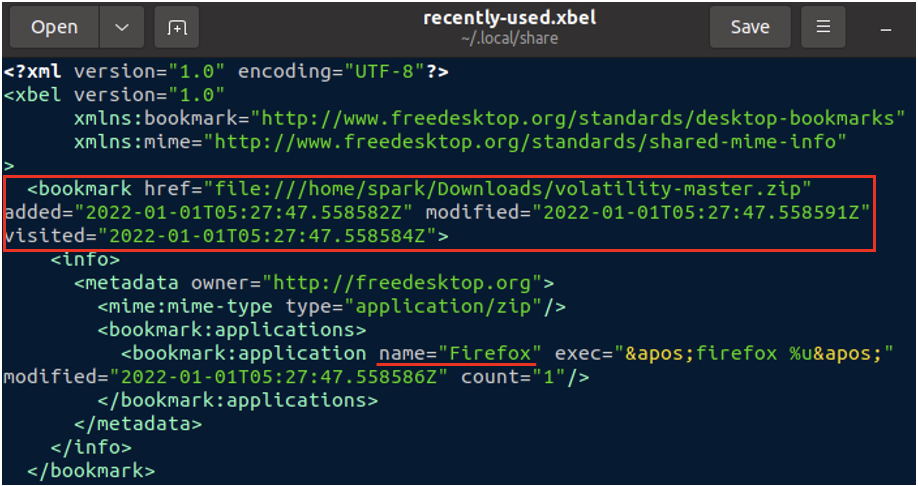 Open
recently-used.xbel
~/.local/share
Save
<?xml version="1.0" encoding="UTF-8"?>
<xbel version="1.0"
xmlns:bookmark="http://www.freedesktop.org/standards/desktop-bookmarks"
xmlns:mime="http://www.freedesktop.org/standards/shared-mime-info"
>
<bookmark href="file:///home/spark/Downloads/volatility-master.zip"
added="2022-01-01T05:27:47.558582Z" modified="2022-01-01T05:27:47.558591Z"
visited="2022-01-01T05:27:47.558584Z">
<info>
<metadata owner="http://freedesktop.org">
<mime:mime-type type="application/zip"/>
<bookmark:applications>
<bookmark:application name="Firefox" exec="&apos;firefox %u&apos;"
modified="2022-01-01T05:27:47.558586Z" count="1"/>
</bookmark:applications>
</metadata>
</info>
</bookmark>